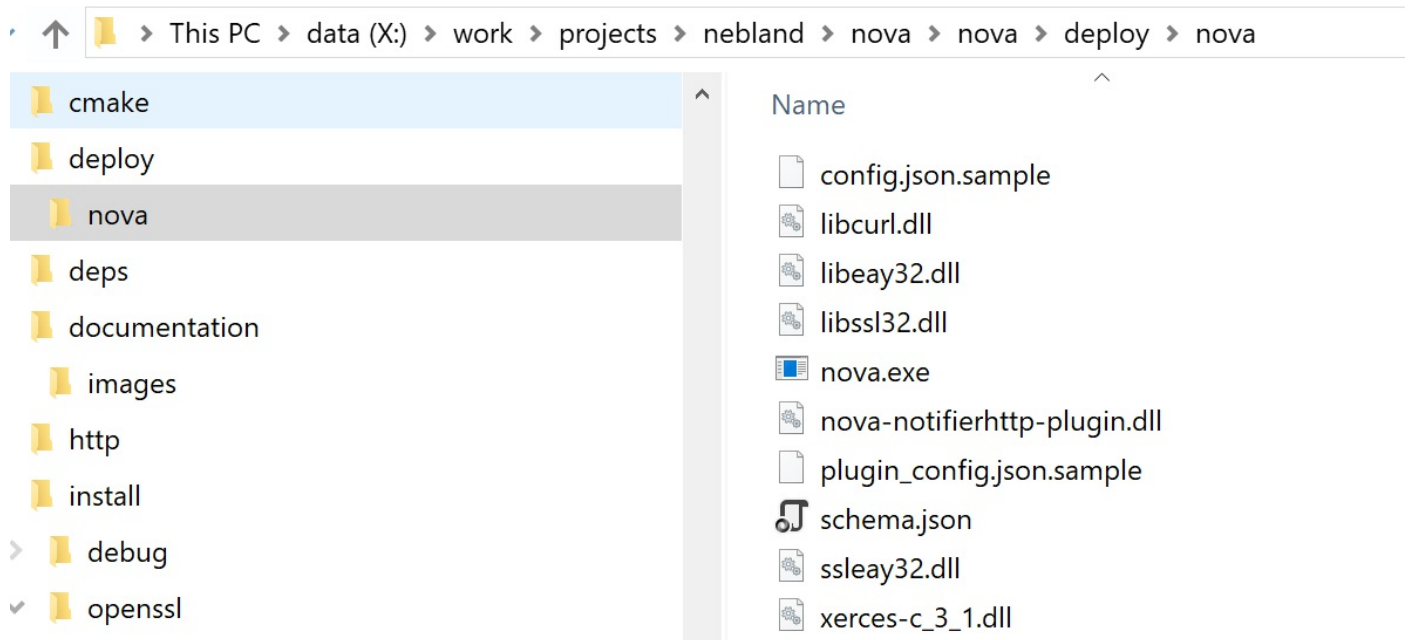 This PC > data (X:) > work > projects > nebland > nova > nova > deploy > nova
cmake
deploy
nova
deps
documentation
images
http
install
debug
openssl
Name
config.json.sample
libcurl.dll
libeay32.dll
libssl32.dll
nova.exe
nova-notifierhttp-plugin.dll
plugin_config.json.sample
schema.json
ssleay32.dll
xerces-c_3_1.dll